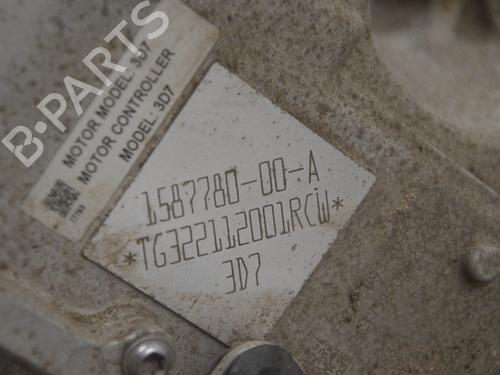 B-PARTS
MOTOR MODEL: 3D7
MOTOR CONTROLLER
MODEL: 3D7
1587780-00-A
*TG322112001RCW*
3D7